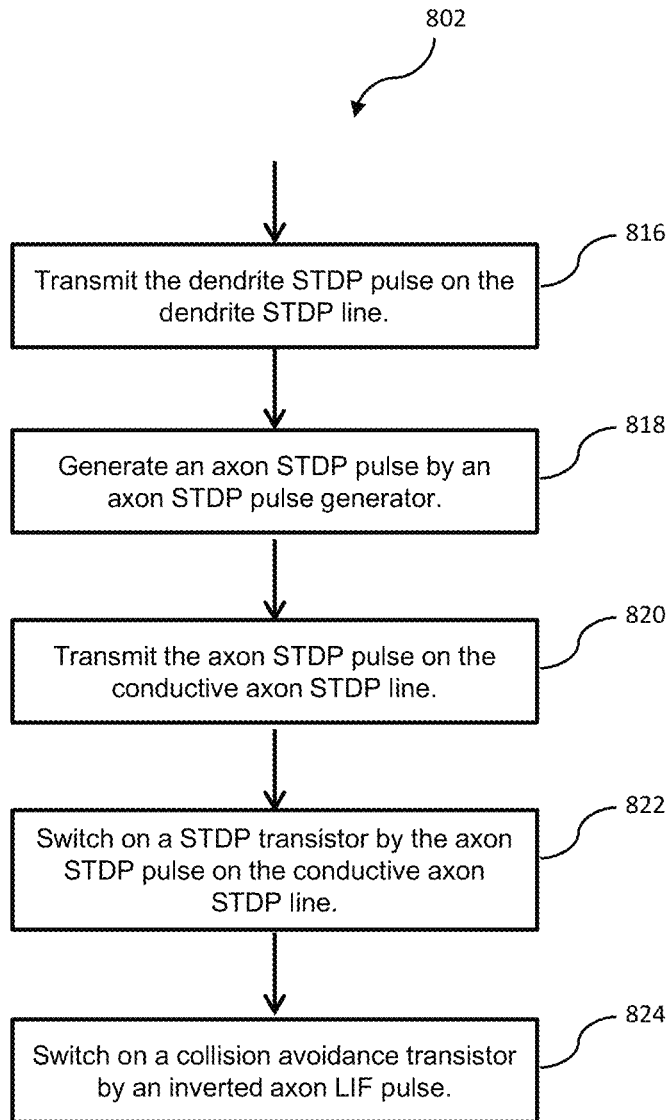 802
816
Transmit the dendrite STDP pulse on the
dendrite STDP line.
818
Generate an axon STDP pulse by an
axon STDP pulse generator.
820
Transmit the axon STDP pulse on the
conductive axon STDP line.
822
Switch on a STDP transistor by the axon
STDP pulse on the conductive axon
STDP line.
824
Switch on a collision avoidance transistor
by an inverted axon LIF pulse.